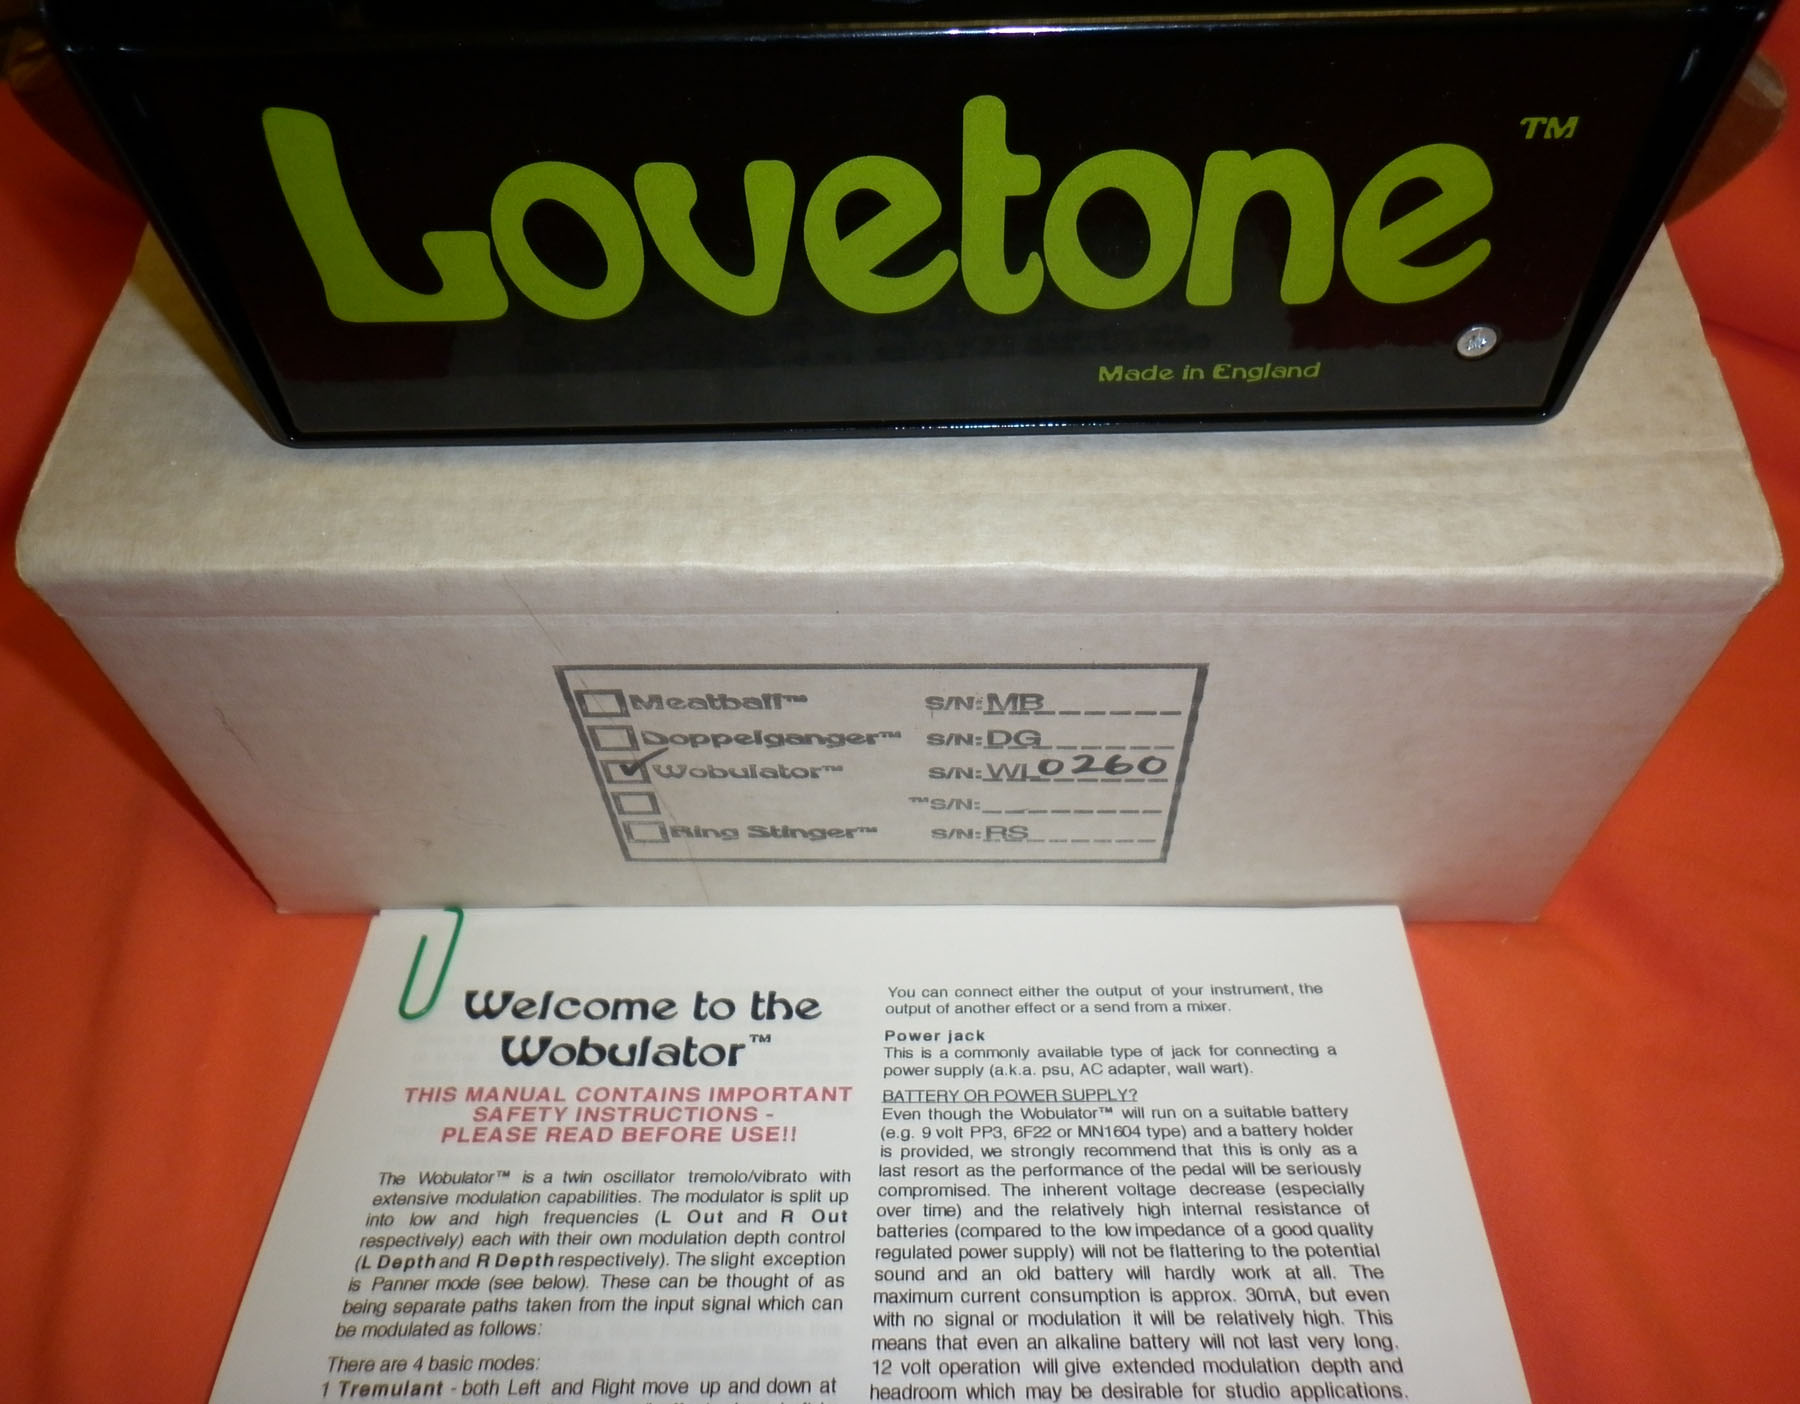 Lovetone ™
Made in England
Meatball™ S/N: MB
Doppelganger™ S/N: DG
Wobulator™ S/N: WL0260
™S/N:
Ring Stinger™ S/N: RS
Welcome to the
Wobulator™
THIS MANUAL CONTAINS IMPORTANT
SAFETY INSTRUCTIONS -
PLEASE READ BEFORE USE!!
The Wobulator™ is a twin oscillator tremolo/vibrato with
extensive modulation capabilities. The modulator is split up
into low and high frequencies (L Out and R Out
respectively) each with their own modulation depth control
(L Depth and R Depth respectively). The slight exception
is Panner mode (see below). These can be thought of as
being separate paths taken from the input signal which can
be modulated as follows:
There are 4 basic modes:
1 Tremulant - both Left and Right move up and down at
You can connect either the output of your instrument, the
output of another effect or a send from a mixer.
Power jack
This is a commonly available type of jack for connecting a
power supply (a.k.a. psu, AC adapter, wall wart).
BATTERY OR POWER SUPPLY?
Even though the Wobulator™ will run on a suitable battery
(e.g. 9 volt PP3, 6F22 or MN1604 type) and a battery holder
is provided, we strongly recommend that this is only as a
last resort as the performance of the pedal will be seriously
compromised. The inherent voltage decrease (especially
over time) and the relatively high internal resistance of
batteries (compared to the low impedance of a good quality
regulated power supply) will not be flattering to the potential
sound and an old battery will hardly work at all. The
maximum current consumption is approx. 30mA, but even
with no signal or modulation it will be relatively high. This
means that even an alkaline battery will not last very long.
12 volt operation will give extended modulation depth and
headroom which may be desirable for studio applications.